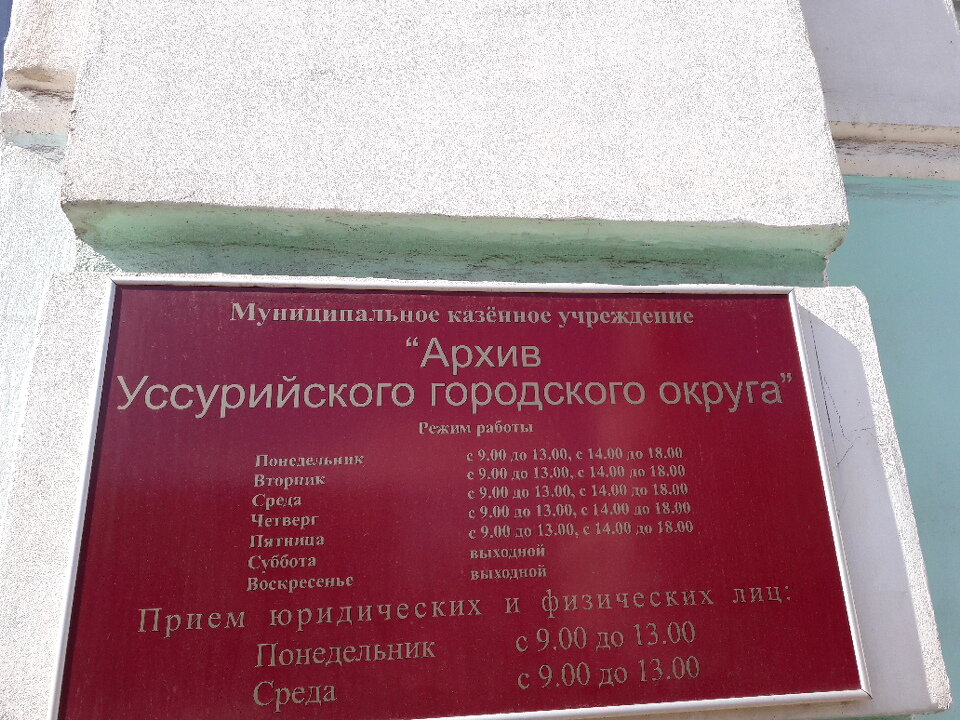 Муниципальное казённое учреждение
“Архив
Уссурийского городского округа”
Режим работы
Понедельник с 9.00 до 13.00, с 14.00 до 18.00
Вторник с 9.00 до 13.00, с 14.00 до 18.00
Среда с 9.00 до 13.00, с 14.00 до 18.00
Четверг с 9.00 до 13.00, с 14.00 до 18.00
Пятница с 9.00 до 13.00, с 14.00 до 18.00
Суббота выходной
Воскресенье выходной
Прием юридических и физических лиц:
Понедельник с 9.00 до 13.00
Среда с 9.00 до 13.00